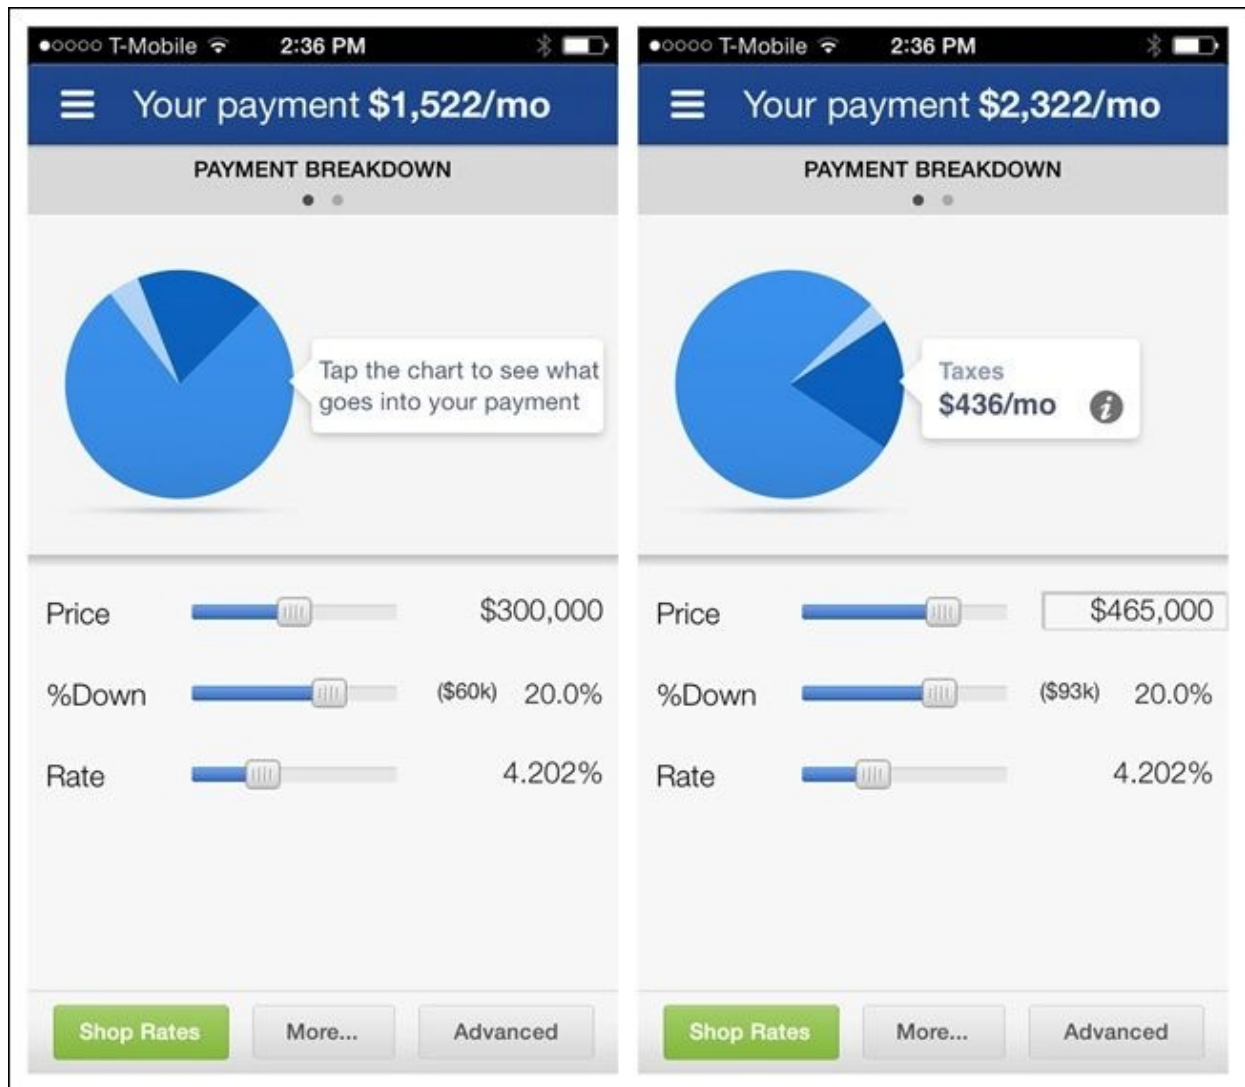 T-Mobile 2:36 PM
Your payment $1,522/mo
PAYMENT BREAKDOWN
Tap the chart to see what
goes into your payment
Price $300,000
%Down ($60k) 20.0%
Rate 4.202%
Shop Rates More... Advanced
T-Mobile 2:36 PM
Your payment $2,322/mo
PAYMENT BREAKDOWN
Taxes
$436/mo i
Price $465,000
%Down ($93k) 20.0%
Rate 4.202%
Shop Rates More... Advanced